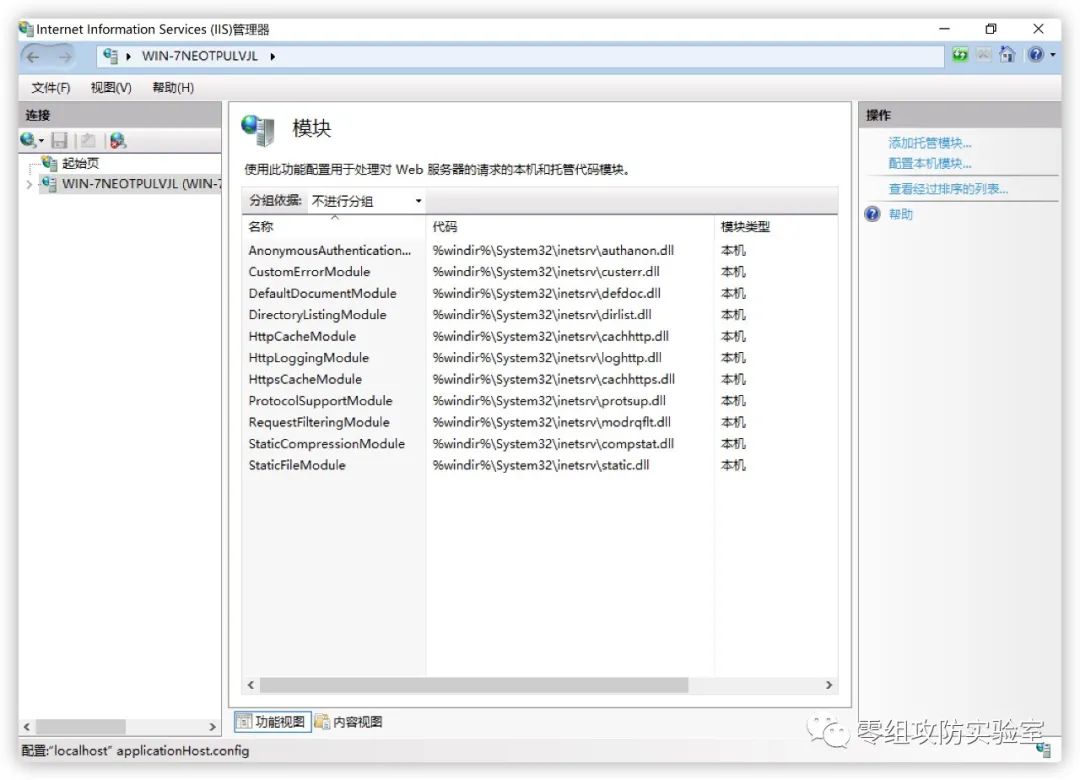 Internet Information Services (IIS)管理器
WIN-7NEOTPULVJL
文件(F) 视图(V) 帮助(H)
连接
起始页
WIN-7NEOTPULVJL (WIN-7
模块
使用此功能配置用于处理对 Web 服务器的请求的本机和托管代码模块。
分组依据: 不进行分组
名称 代码 模块类型
AnonymousAuthentication... %windir%\System32\inetsrv\authanon.dll 本机
CustomErrorModule %windir%\System32\inetsrv\custerr.dll 本机
DefaultDocumentModule %windir%\System32\inetsrv\defdoc.dll 本机
DirectoryListingModule %windir%\System32\inetsrv\dirlist.dll 本机
HttpCacheModule %windir%\System32\inetsrv\cachhttp.dll 本机
HttpLoggingModule %windir%\System32\inetsrv\loghttp.dll 本机
HttpsCacheModule %windir%\System32\inetsrv\cachhttps.dll 本机
ProtocolSupportModule %windir%\System32\inetsrv\protsup.dll 本机
RequestFilteringModule %windir%\System32\inetsrv\modrqflt.dll 本机
StaticCompressionModule %windir%\System32\inetsrv\compstat.dll 本机
StaticFileModule %windir%\System32\inetsrv\static.dll 本机
功能视图 内容视图
操作
添加托管模块...
配置本机模块...
查看经过排序的列表...
帮助
配置:"localhost" applicationHost.config
零组攻防实验室